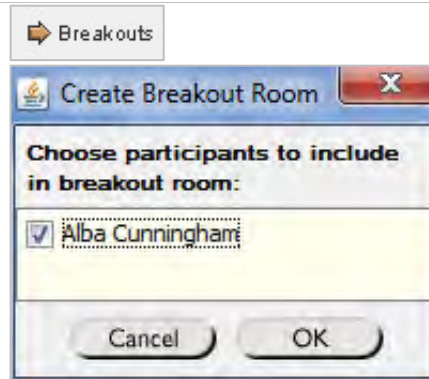 Breakouts
Create Breakout Room
Choose participants to include
in breakout room:
Alba Cunningham
Cancel
OK